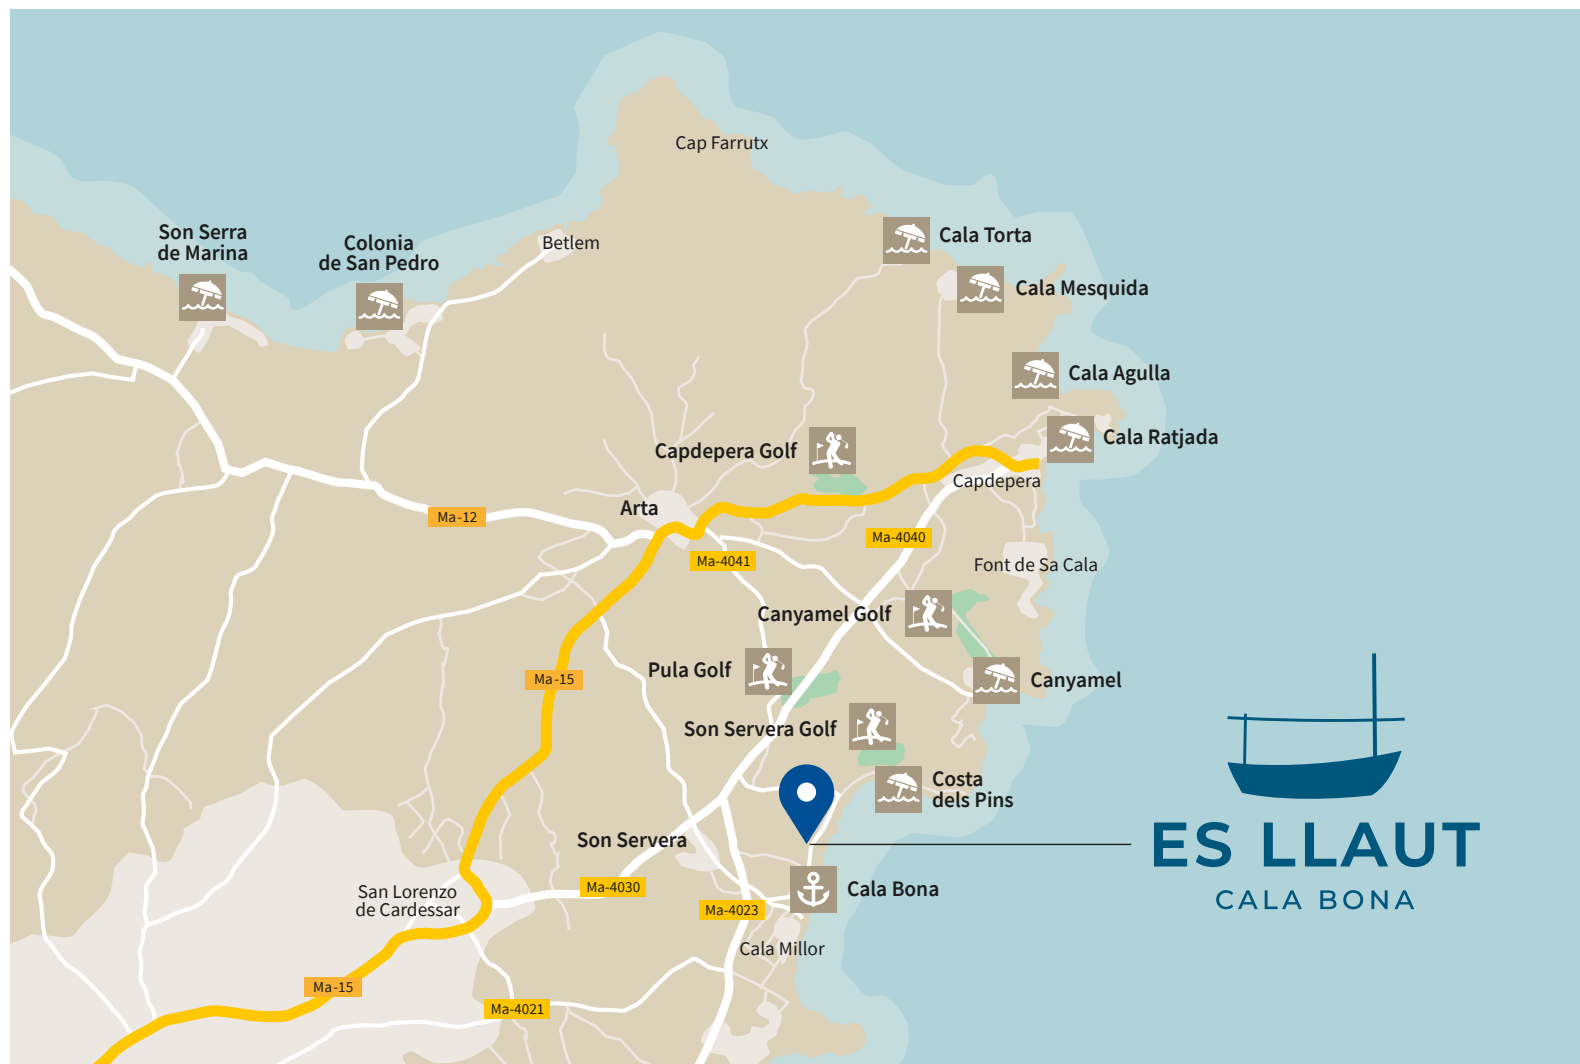 Cap Farrutx
Son Serra
de Marina
Colonia
de San Pedro
Betlem
Cala Torta
Cala Mesquida
Cala Agulla
Cala Ratjada
Capdepera Golf
Capdepera
Arta
Ma-12
Ma-4040
Ma-4041
Font de Sa Cala
Canyamel Golf
Pula Golf
Ma-15
Canyamel
Son Servera Golf
Costa
dels Pins
Son Servera
ES LLAUT
CALA BONA
San Lorenzo
de Cardessar
Ma-4030
Cala Bona
Ma-4023
Cala Millor
Ma-15
Ma-4021